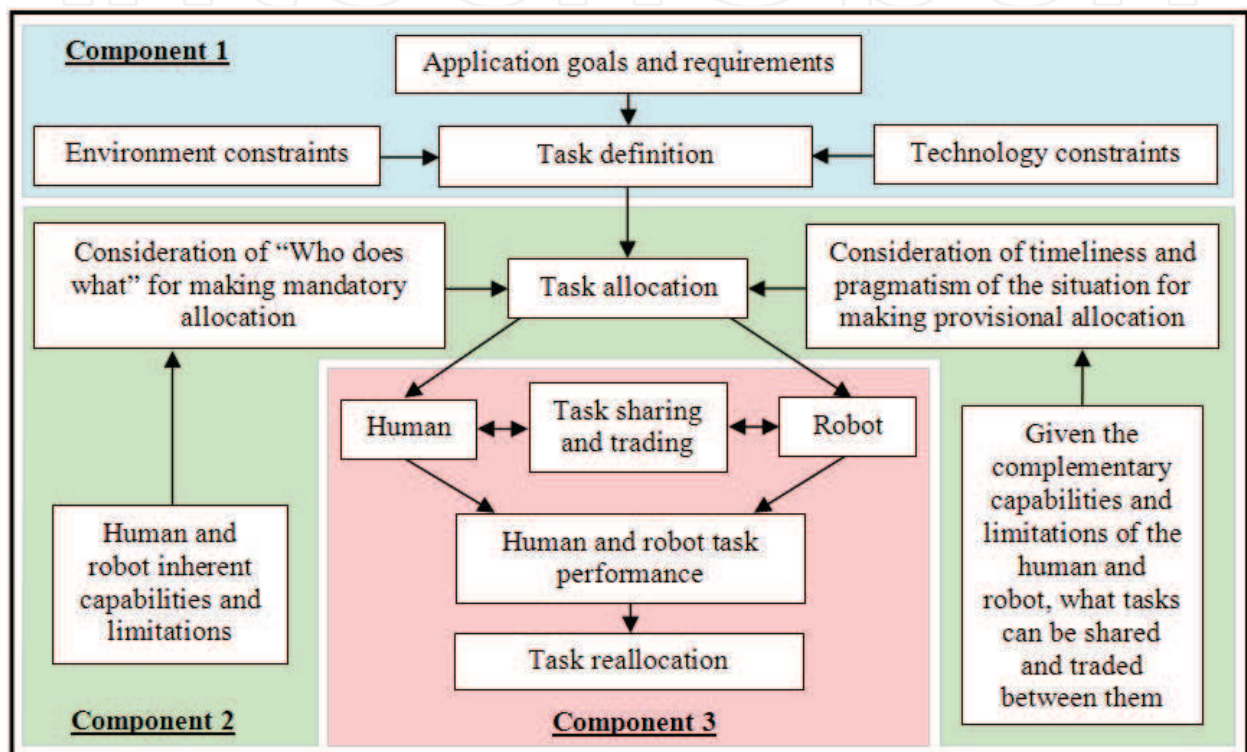 Component 1
Application goals and requirements
Environment constraints
Task definition
Technology constraints
Consideration of “Who does
what” for making mandatory
allocation
Task allocation
Consideration of timeliness and
pragmatism of the situation for
making provisional allocation
Human
Task sharing
and trading
Robot
Human and
robot inherent
capabilities and
limitations
Human and robot task
performance
Task reallocation
Given the
complementary
capabilities and
limitations of the
human and
robot, what tasks
can be shared
and traded
between them
Component 2
Component 3